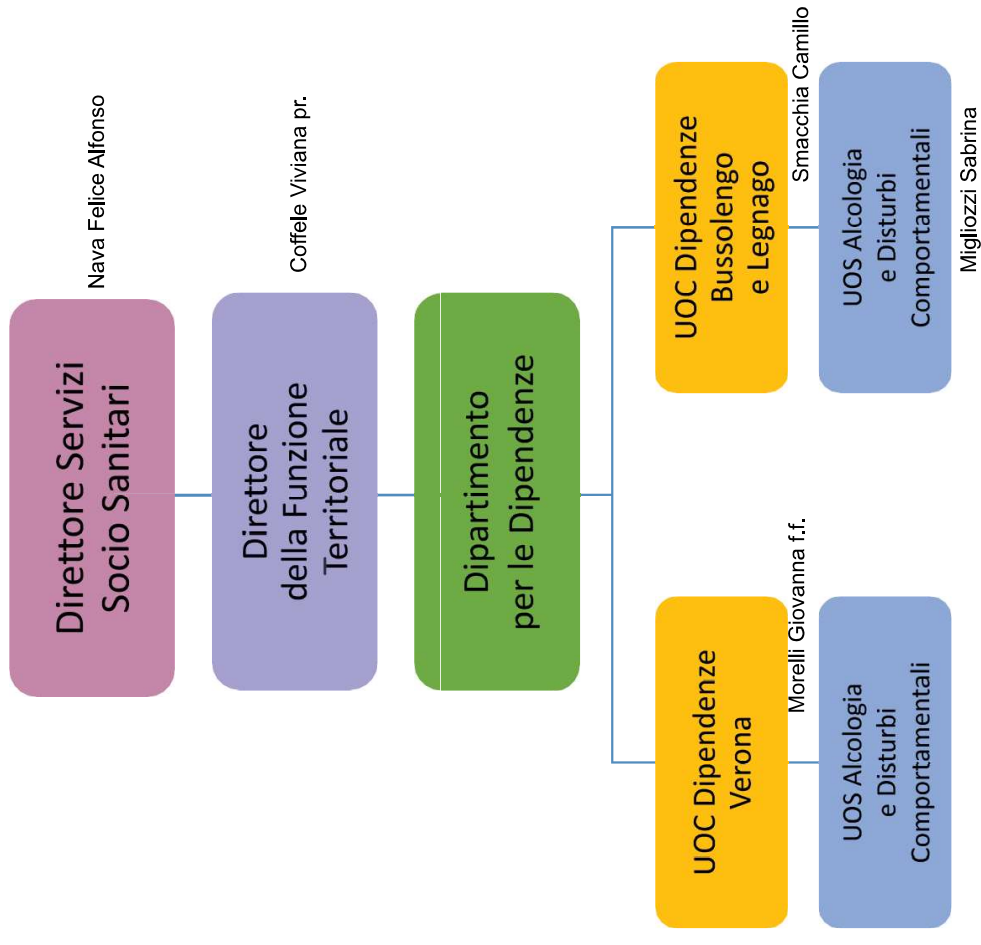 Direttore Servizi
Socio Sanitari
Nava Felice Alfonso
Direttore
della Funzione
Territoriale
Coffele Viviana pr.
Dipartimento
per le Dipendenze
UOC Dipendenze
Verona
Morelli Giovanna f.f.
UOS Alcologia
e Disturbi
Comportamentali
UOC Dipendenze
Bussolengo
e Legnago
Smacchia Camillo
UOS Alcologia
e Disturbi
Comportamentali
Migliozzi Sabrina